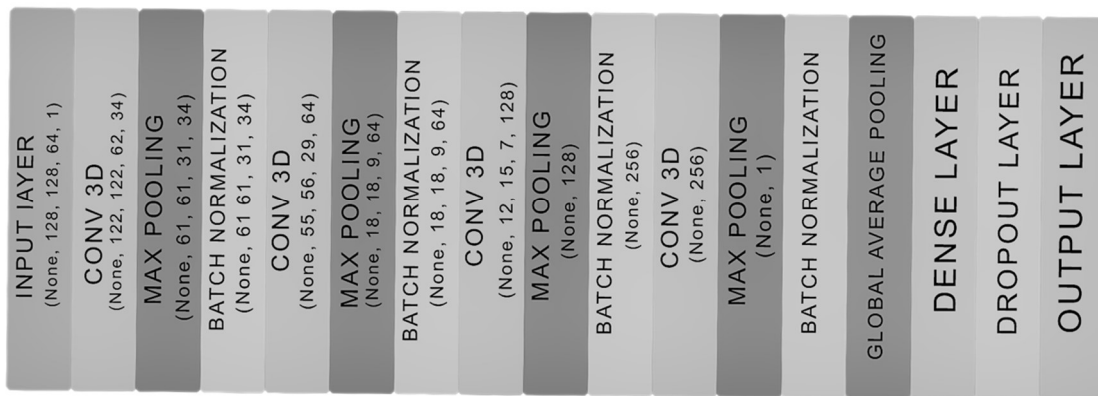 INPUT lAYER
(None, 128, 128, 64, 1)
CONV 3D
(None, 122, 122, 62, 34)
MAX POOLING
(None, 61, 61, 31, 34)
BATCH NORMALIZATION
(None, 61 61, 31, 34)
CONV 3D
(None, 55, 56, 29, 64)
MAX POOLING
(None, 18, 18, 9, 64)
BATCH NORMALIZATION
(None, 18, 18, 9, 64)
CONV 3D
(None, 12, 15, 7, 128)
MAX POOLING
(None, 128)
BATCH NORMALIZATION
(None, 256)
CONV 3D
(None, 256)
MAX POOLING
(None, 1)
BATCH NORMALIZATION
GLOBAL AVERAGE POOLING
DENSE LAYER
DROPOUT LAYER
OUTPUT LAYER